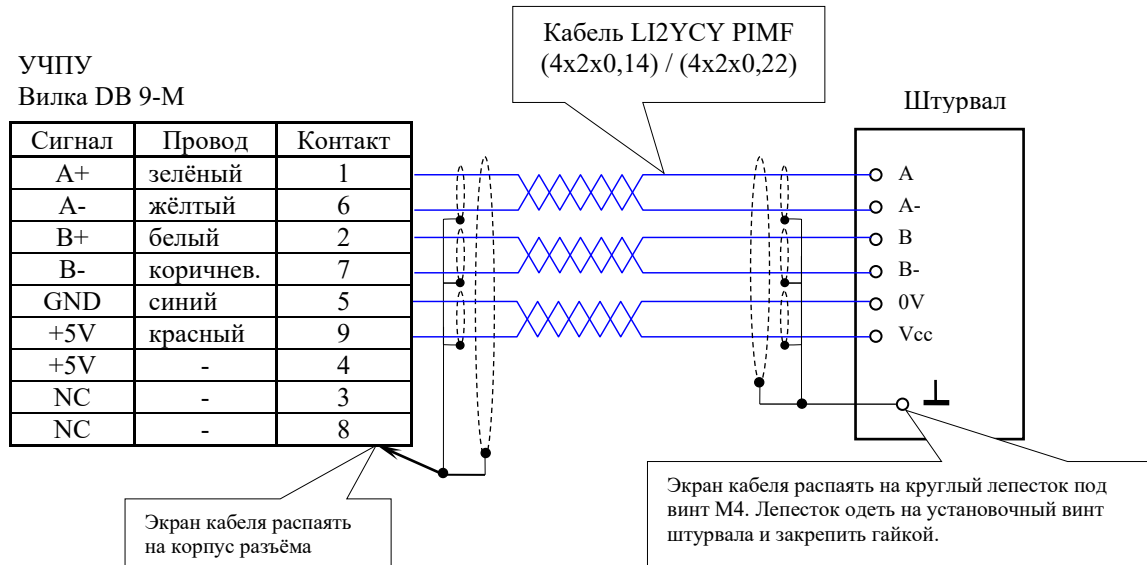 Кабель LI2YCY PIMF
(4x2x0,14) / (4x2x0,22)
УЧПУ
Вилка DB 9-М
Штурвал
Сигнал Провод Контакт
A+ зелёный 1
A- жёлтый 6
B+ белый 2
B- коричнев. 7
GND синий 5
+5V красный 9
+5V - 4
NC - 3
NC - 8
A
A-
B
B-
0V
Vcc
Экран кабеля распаять
на корпус разъёма
Экран кабеля распаять на круглый лепесток под
винт М4. Лепесток одеть на установочный винт
штурвала и закрепить гайкой.